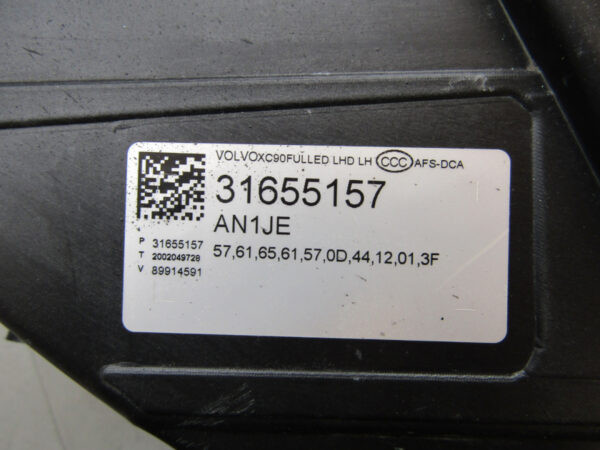 VOLVOXC90FULLED LHD LH CCC AFS-DCA
31655157
AN1JE
57,61,65,61,57,0D,44,12,01,3F
P 31655157
T 2002049728
V 89914591